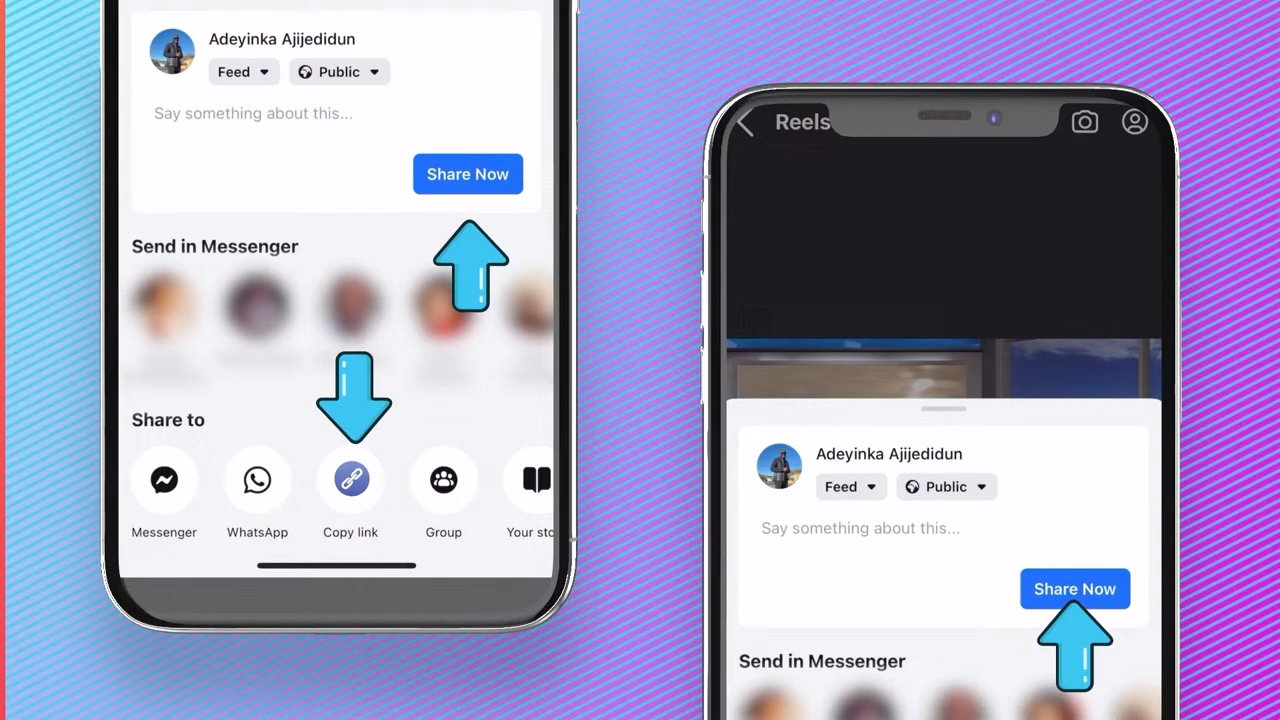 Adeyinka Ajijedidun
Feed Public
Say something about this...
Share Now
Send in Messenger
Share to
Messenger WhatsApp Copy link Group Your sto
Reels
Adeyinka Ajijedidun
Feed Public
Say something about this...
Share Now
Send in Messenger